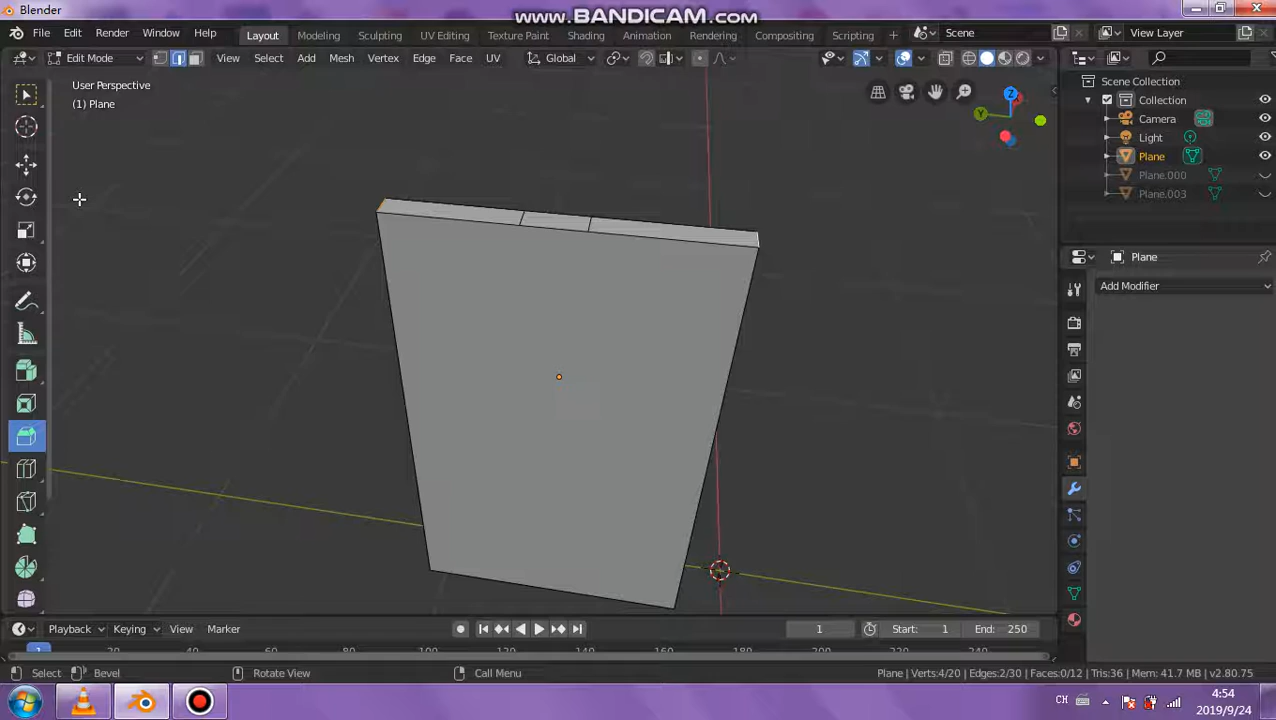 Blender
www.BANDICAM.com
File Edit Render Window Help Layout Modeling Sculpting UV Editing Texture Paint Shading Animation Rendering Compositing Scripting + Scene View Layer
Edit Mode View Select Add Mesh Vertex Edge Face UV Global
User Perspective
(1) Plane
Z
Y
Scene Collection
Collection
Camera
Light
Plane
Plane.000
Plane.003
Plane
Add Modifier
Playback Keying View Marker 1 Start: 1 End: 250
1 20 40 60 80 100 120 140 160 180 200 220 240
Select Bevel Rotate View Call Menu Plane | Verts:4/20 | Edges:2/30 | Faces:0/12 | Tris:36 | Mem: 41.7 MB | v2.80.75
CH 4:54
2019/9/24